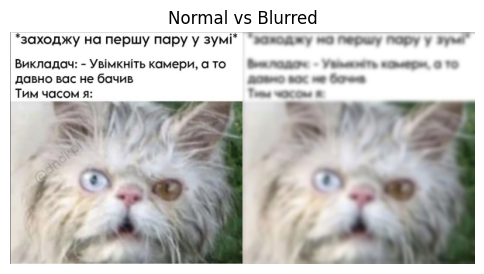 Normal vs Blurred
*заходжу на першу пару у зумі*
Викладач: - Увімкніть камери, а то
давно вас не бачив
Тим часом я:
*заходжу на першу пару у зумі*
Викладач: - Увімкніть камери, а то
давно вас не бачив
Тим часом я: